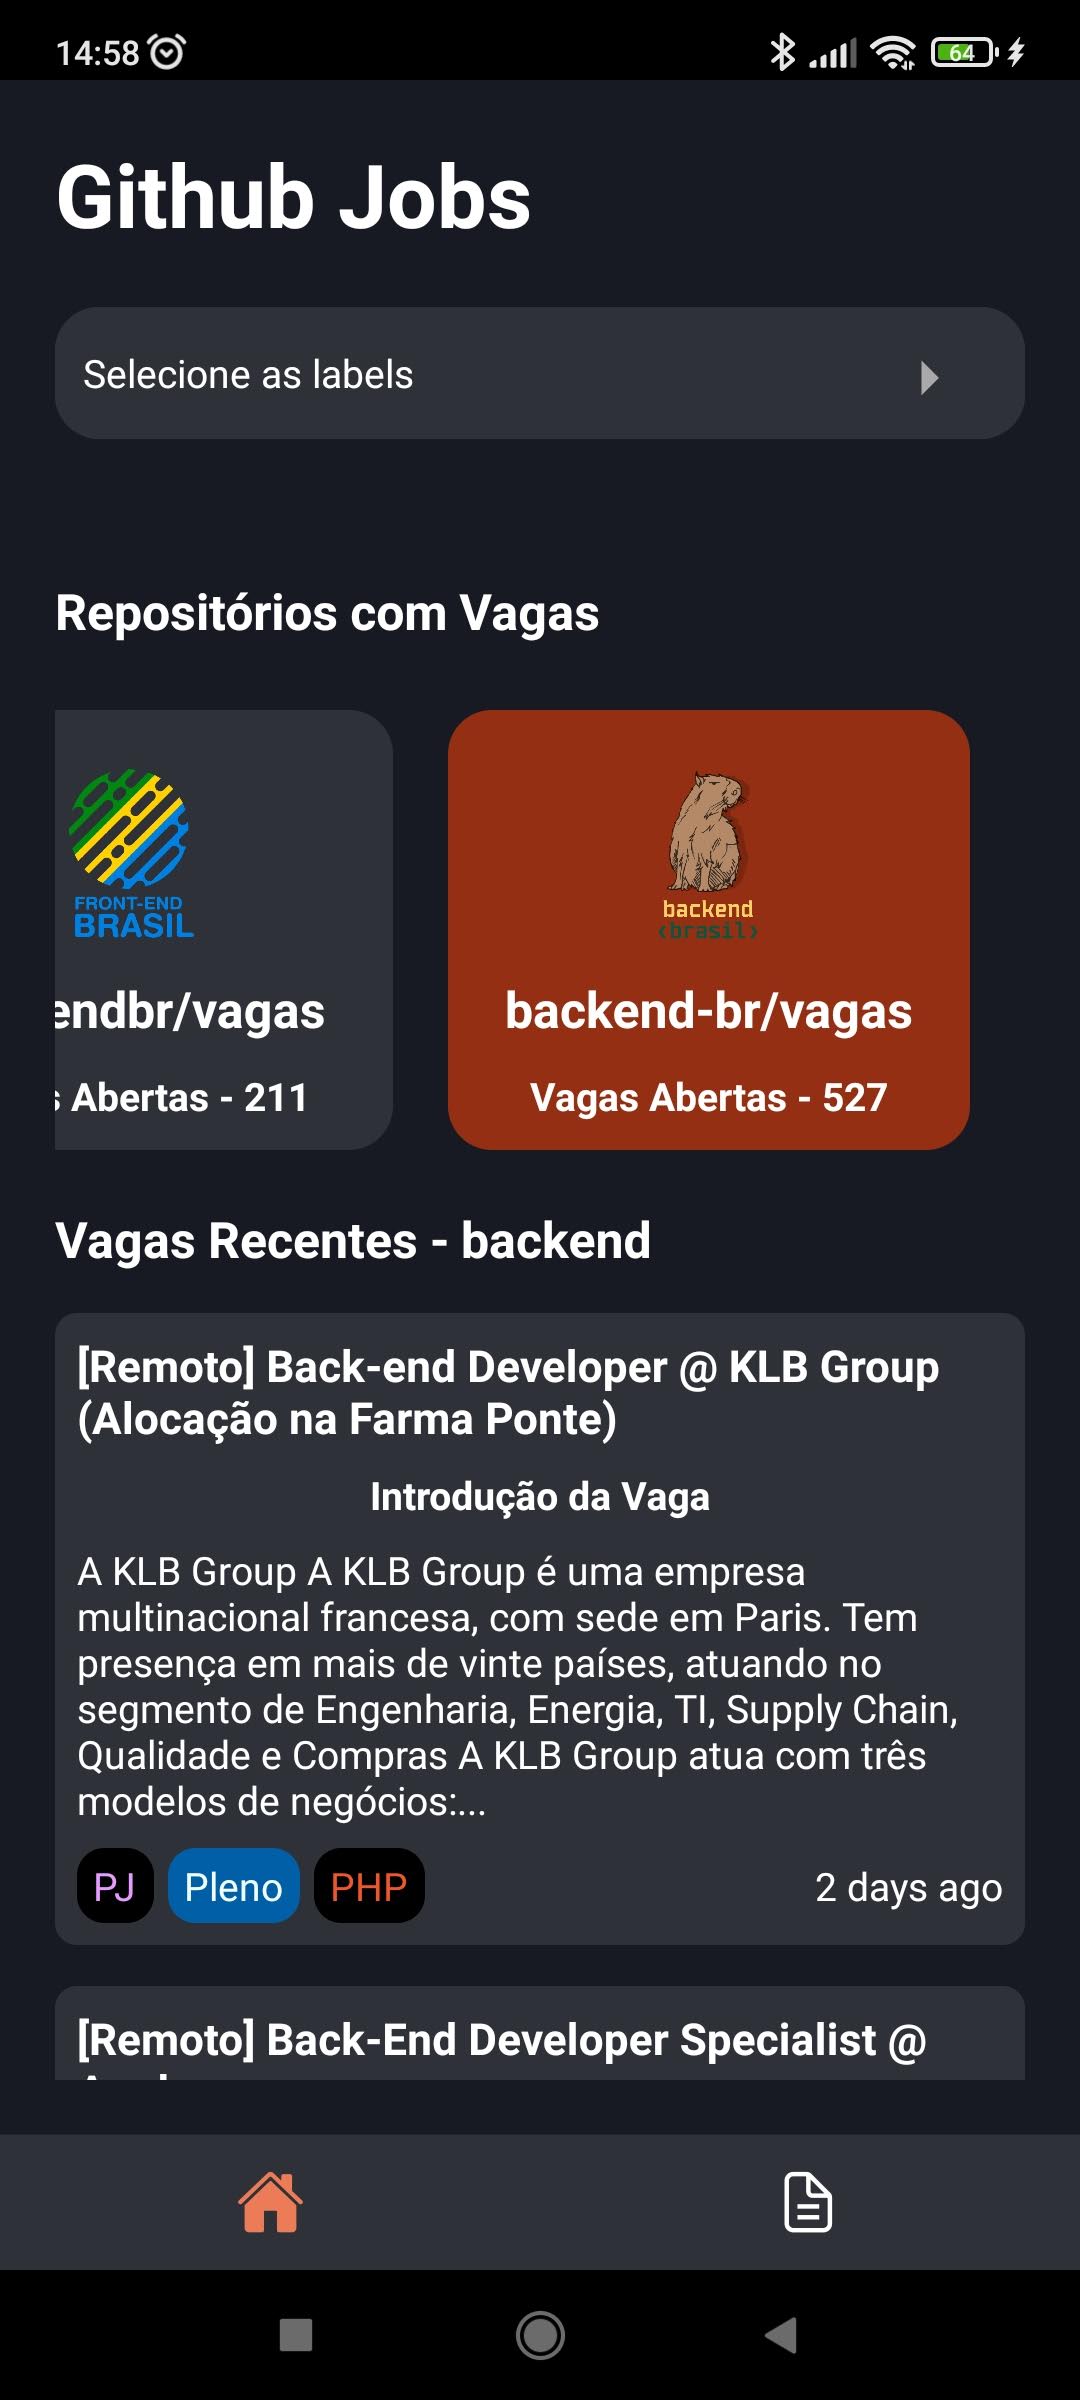 14:58
64
Github Jobs
Selecione as labels
Repositórios com Vagas
FRONT-END
BRASIL
endbr/vagas
Abertas - 211
backend
<brasil>
backend-br/vagas
Vagas Abertas - 527
Vagas Recentes - backend
[Remoto] Back-end Developer @ KLB Group
(Alocação na Farma Ponte)
Introdução da Vaga
A KLB Group A KLB Group é uma empresa
multinacional francesa, com sede em Paris. Tem
presença em mais de vinte países, atuando no
segmento de Engenharia, Energia, TI, Supply Chain,
Qualidade e Compras A KLB Group atua com três
modelos de negócios:...
PJ Pleno PHP 2 days ago
[Remoto] Back-End Developer Specialist @